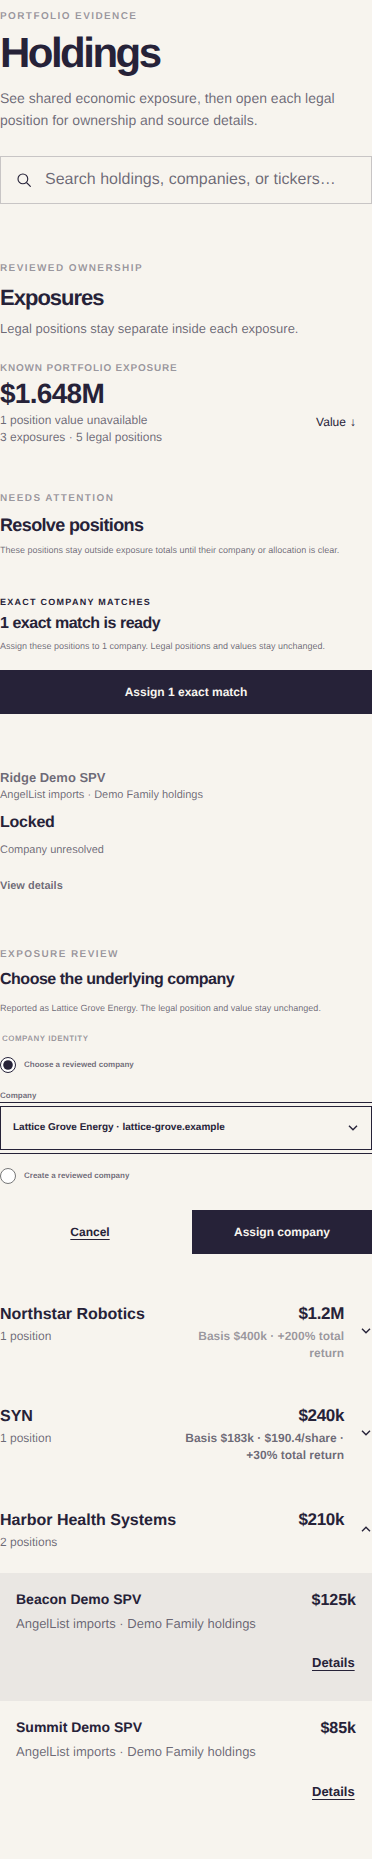 PORTFOLIO EVIDENCE
Holdings
See shared economic exposure, then open each legal
position for ownership and source details.
Search holdings, companies, or tickers…
REVIEWED OWNERSHIP
Exposures
Legal positions stay separate inside each exposure.
KNOWN PORTFOLIO EXPOSURE
$1.648M
1 position value unavailable
3 exposures · 5 legal positions
Value ↓
NEEDS ATTENTION
Resolve positions
These positions stay outside exposure totals until their company or allocation is clear.
EXACT COMPANY MATCHES
1 exact match is ready
Assign these positions to 1 company. Legal positions and values stay unchanged.
Assign 1 exact match
Ridge Demo SPV
AngelList imports · Demo Family holdings
Locked
Company unresolved
View details
EXPOSURE REVIEW
Choose the underlying company
Reported as Lattice Grove Energy. The legal position and value stay unchanged.
COMPANY IDENTITY
Choose a reviewed company
Company
Lattice Grove Energy · lattice-grove.example
Create a reviewed company
Cancel
Assign company
Northstar Robotics
$1.2M
1 position
Basis $400k · +200% total
return
SYN
$240k
1 position
Basis $183k · $190.4/share ·
+30% total return
Harbor Health Systems
$210k
2 positions
Beacon Demo SPV
$125k
AngelList imports · Demo Family holdings
Details
Summit Demo SPV
$85k
AngelList imports · Demo Family holdings
Details